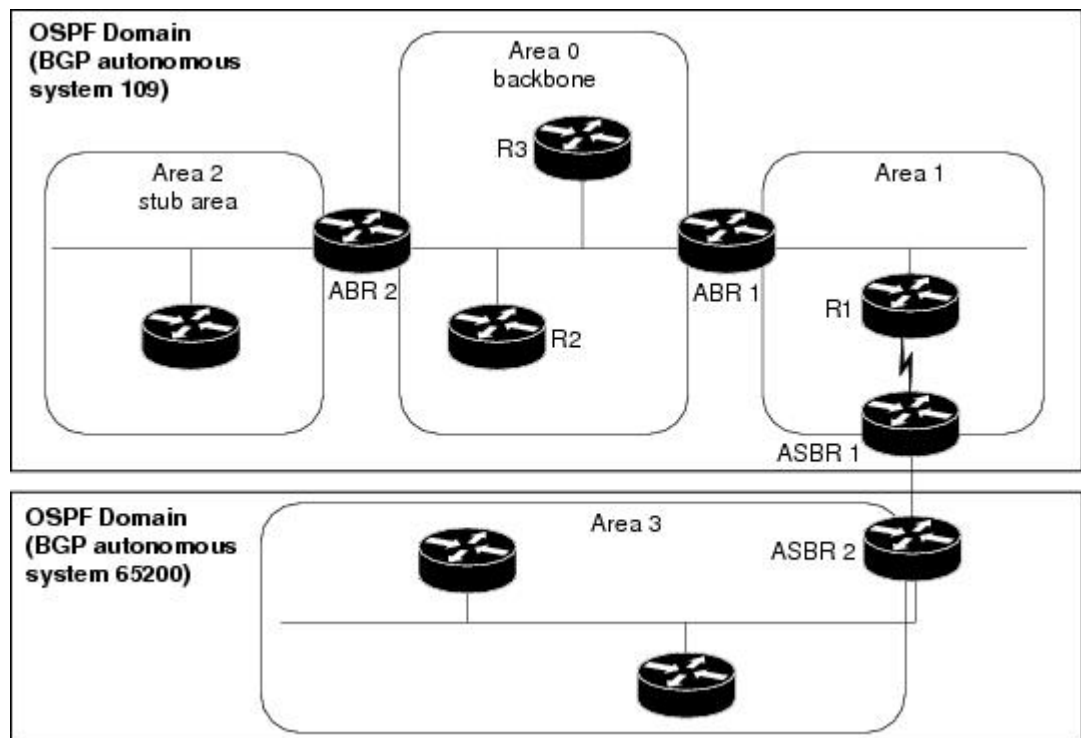 OSPF Domain
(BGP autonomous
system 109)
Area 0
backbone
R3
Area 2
stub area
Area 1
ABR 2
R2
ABR 1
R1
ASBR 1
OSPF Domain
(BGP autonomous
system 65200)
Area 3
ASBR 2